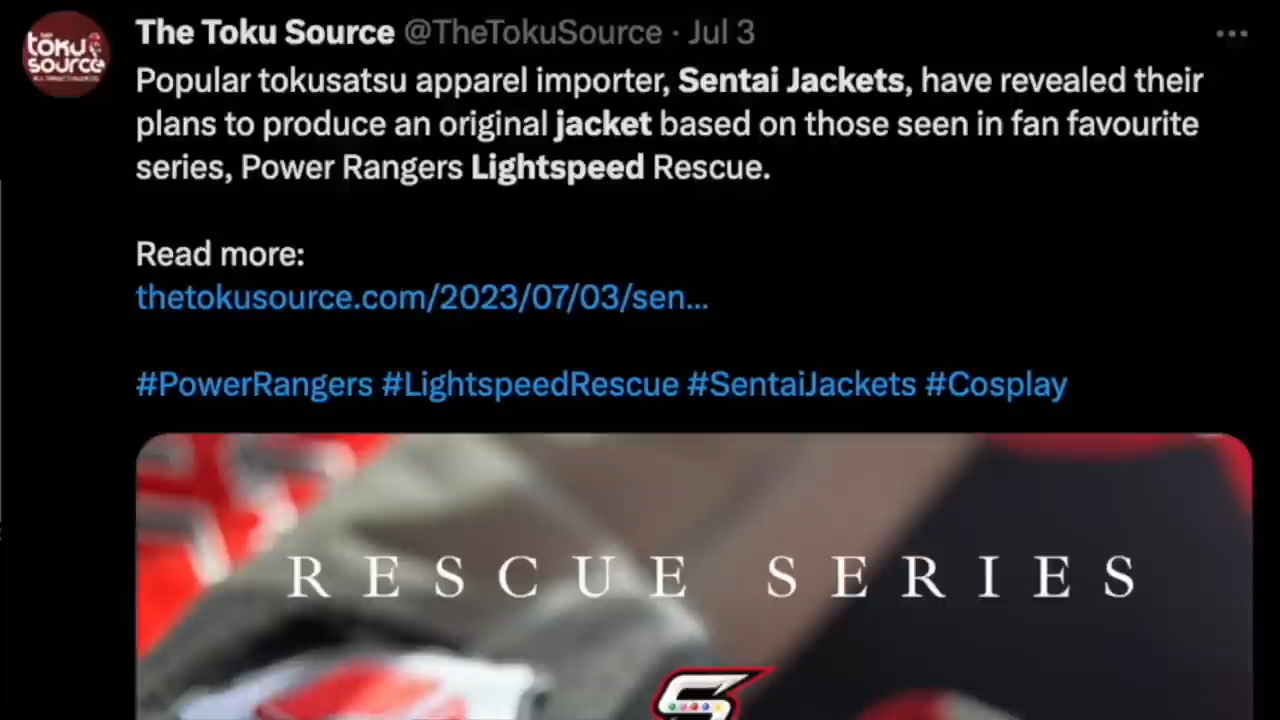 The Toku Source @TheTokuSource · Jul 3
Popular tokusatsu apparel importer, Sentai Jackets, have revealed their
plans to produce an original jacket based on those seen in fan favourite
series, Power Rangers Lightspeed Rescue.
Read more:
thetokusource.com/2023/07/03/sen...
#PowerRangers #LightspeedRescue #SentaiJackets #Cosplay
RESCUE SERIES
toku
source
S